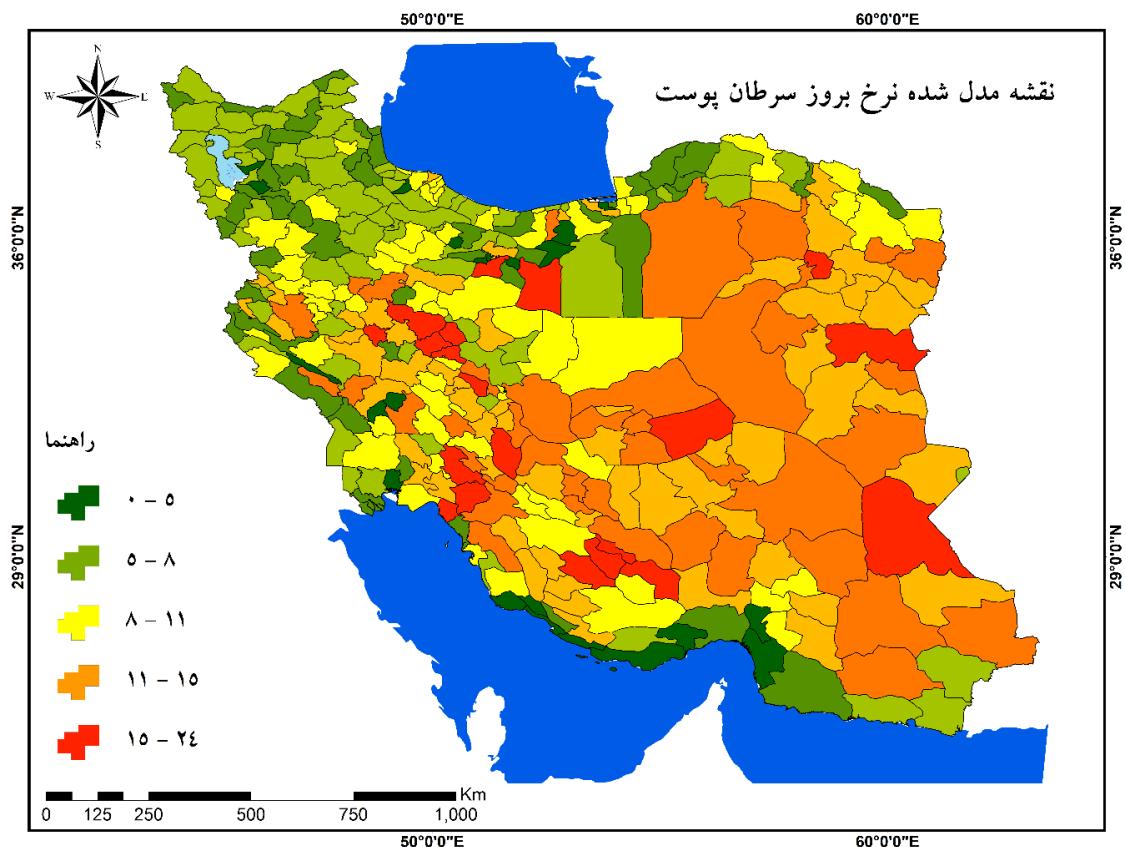 50°0'0"E 60°0'0"E
N
W E
S
نقشه مدل شده نرخ بروز سرطان پوست
36°0'0"N 36°0'0"N
راهنما
۰ - ۵
۵ - ۸
۸ - ۱۱
29°0'0"N 29°0'0"N
۱۱ - ۱۵
۱۵ - ۲٤
Km
0 125 250 500 750 1,000
50°0'0"E 60°0'0"E